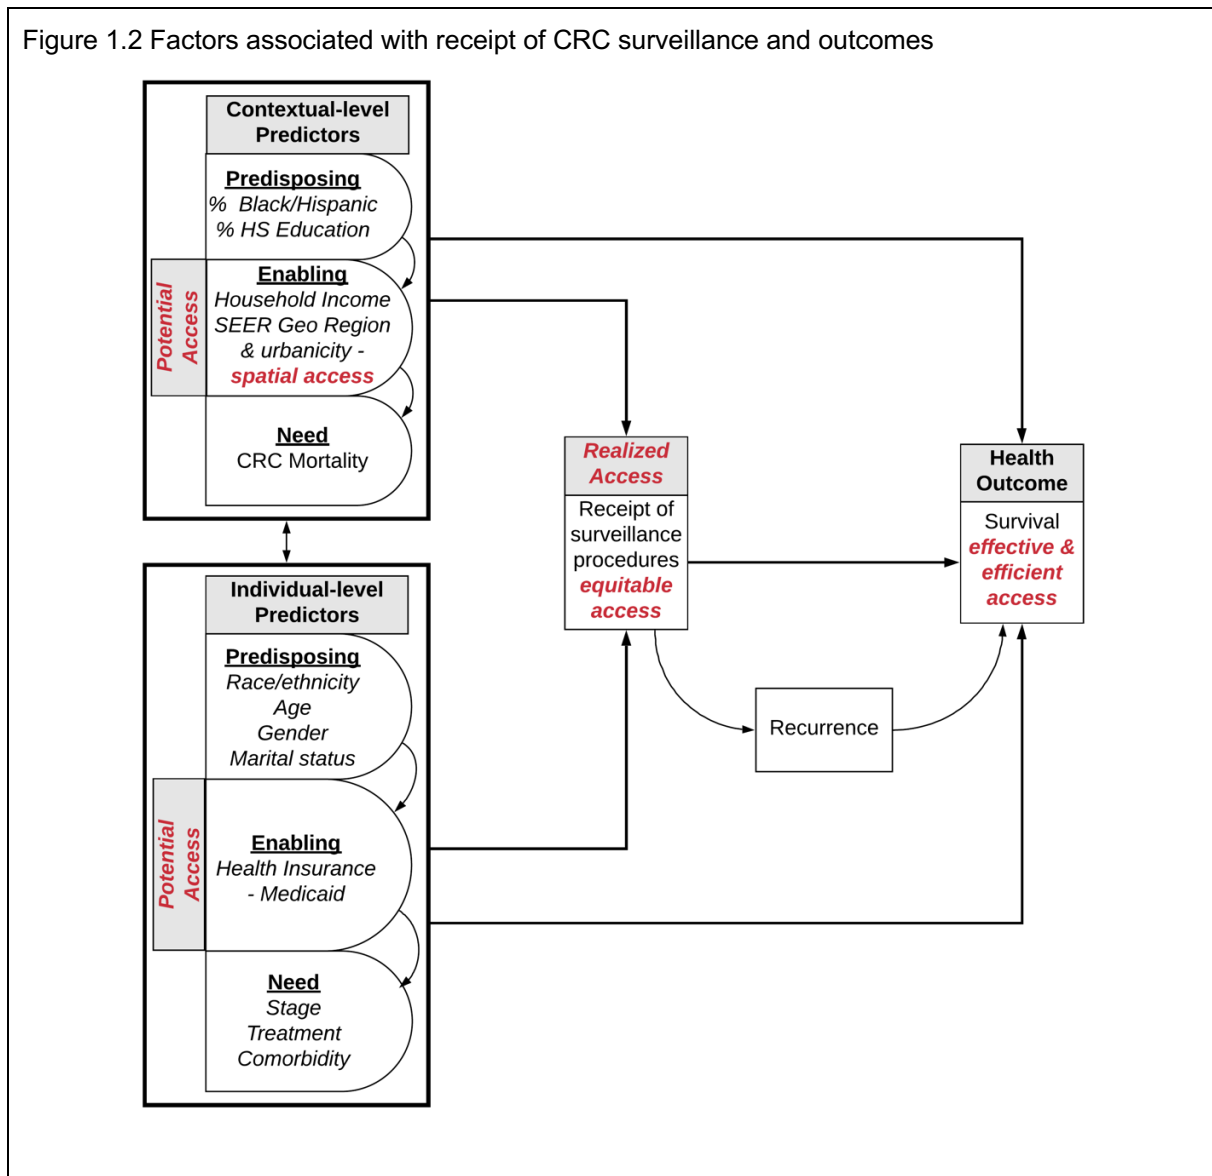 Figure 1.2 Factors associated with receipt of CRC surveillance and outcomes
Contextual-level
Predictors
Predisposing
% Black/Hispanic
% HS Education
Potential
Access
Enabling
Household Income
SEER Geo Region
& urbanicity -
spatial access
Need
CRC Mortality
Individual-level
Predictors
Predisposing
Race/ethnicity
Age
Gender
Marital status
Potential
Access
Enabling
Health Insurance
- Medicaid
Need
Stage
Treatment
Comorbidity
Realized
Access
Receipt of
surveillance
procedures
equitable
access
Recurrence
Health
Outcome
Survival
effective &
efficient
access